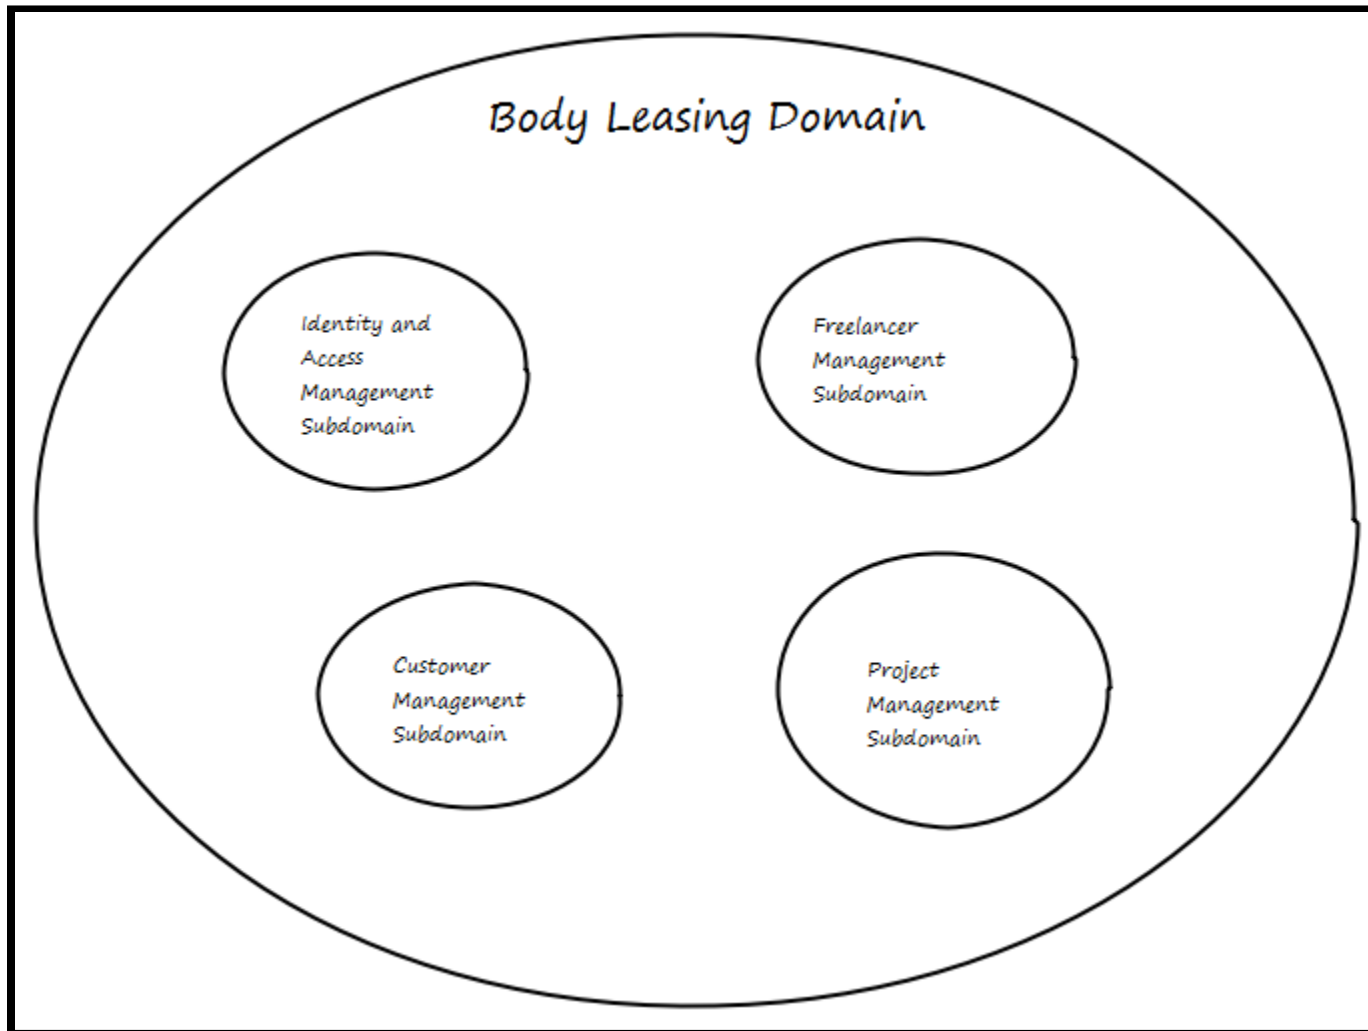 Body Leasing Domain
Identity and
Access
Management
Subdomain
Freelancer
Management
Subdomain
Customer
Management
Subdomain
Project
Management
Subdomain